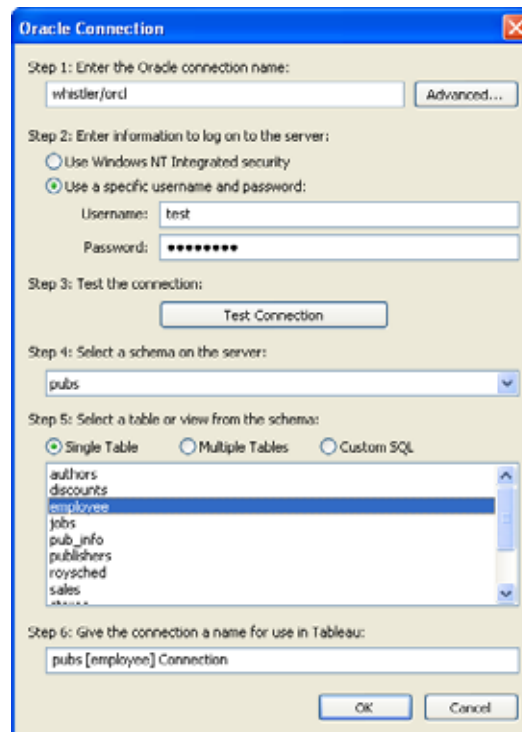 Oracle Connection
Step 1: Enter the Oracle connection name:
whistler/orcl
Advanced...
Step 2: Enter information to log on to the server:
Use Windows NT Integrated security
Use a specific username and password:
Username: test
Password: ●●●●●●●●
Step 3: Test the connection:
Test Connection
Step 4: Select a schema on the server:
pubs
Step 5: Select a table or view from the schema:
Single Table Multiple Tables Custom SQL
authors
discounts
employee
jobs
pub_info
publishers
roysched
sales
Step 6: Give the connection a name for use in Tableau:
pubs [employee] Connection
OK Cancel